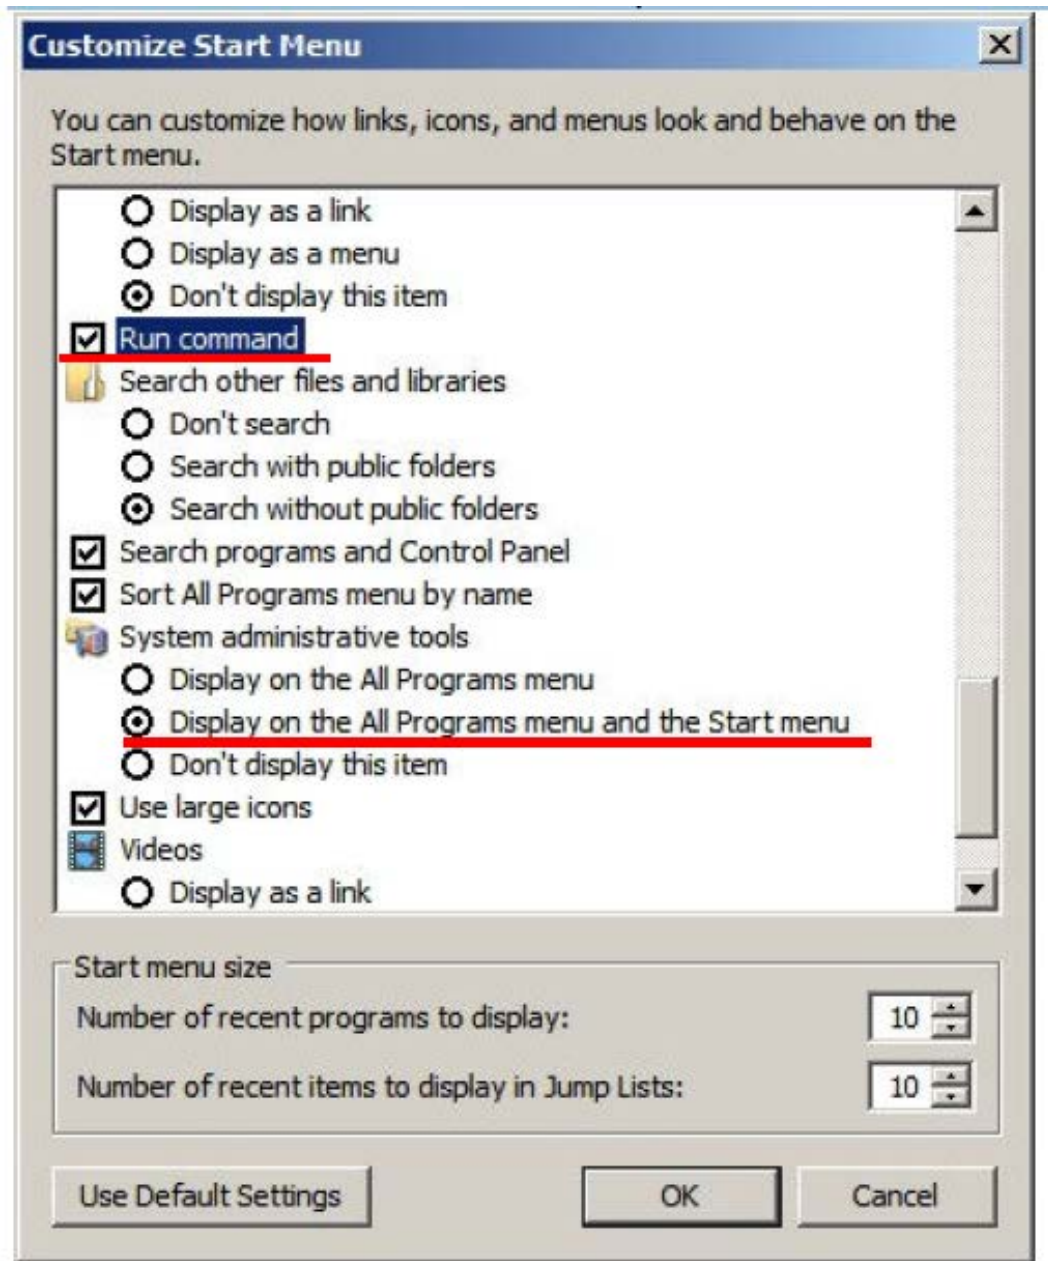 Customize Start Menu
You can customize how links, icons, and menus look and behave on the
Start menu.
Display as a link
Display as a menu
Don't display this item
Run command
Search other files and libraries
Don't search
Search with public folders
Search without public folders
Search programs and Control Panel
Sort All Programs menu by name
System administrative tools
Display on the All Programs menu
Display on the All Programs menu and the Start menu
Don't display this item
Use large icons
Videos
Display as a link
Start menu size
Number of recent programs to display: 10
Number of recent items to display in Jump Lists: 10
Use Default Settings OK Cancel